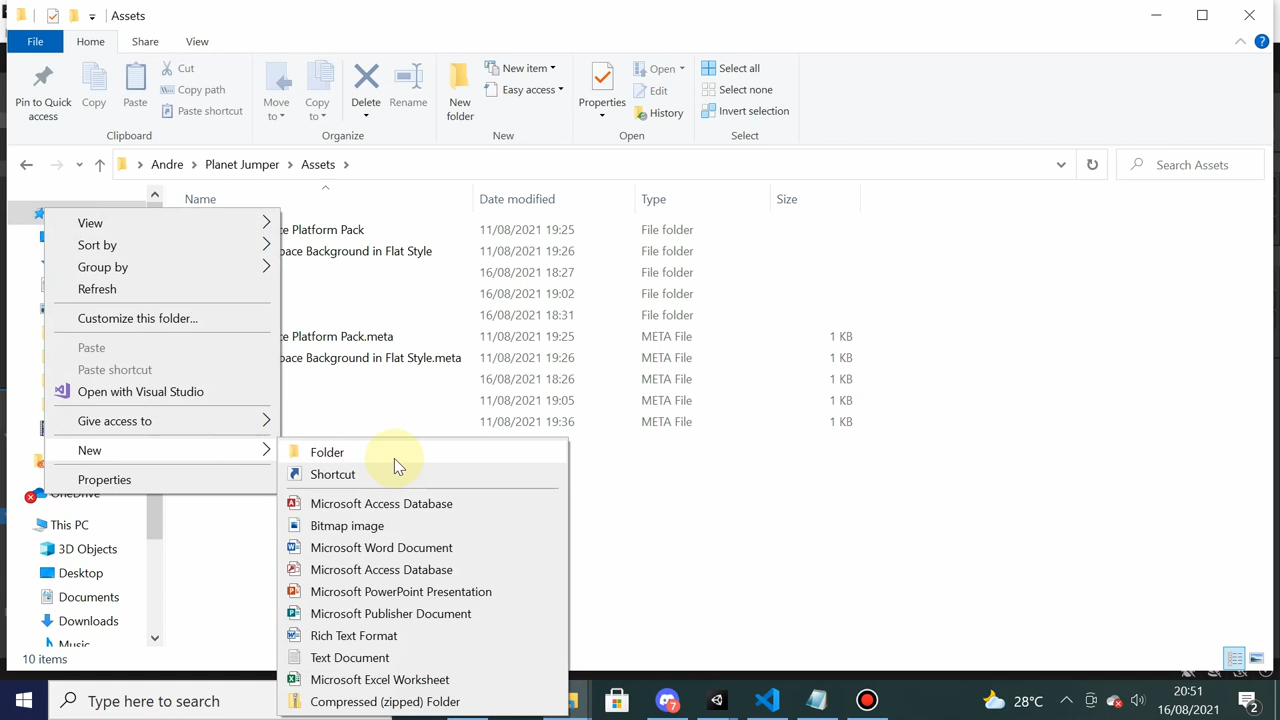 Assets
File
Home
Share
View
Pin to Quick
access
Copy
Paste
Cut
Copy path
Paste shortcut
Clipboard
Move
to
Copy
to
Delete
Rename
Organize
New
folder
New item
Easy access
New
Properties
Open
Edit
History
Open
Select all
Select none
Invert selection
Select
Andre
Planet Jumper
Assets
Search Assets
Name
Date modified
Type
Size
ce Platform Pack
11/08/2021 19:25
File folder
pace Background in Flat Style
11/08/2021 19:26
File folder
16/08/2021 18:27
File folder
16/08/2021 19:02
File folder
16/08/2021 18:31
File folder
ce Platform Pack.meta
11/08/2021 19:25
META File
1 KB
pace Background in Flat Style.meta
11/08/2021 19:26
META File
1 KB
16/08/2021 18:26
META File
1 KB
11/08/2021 19:05
META File
1 KB
11/08/2021 19:36
META File
1 KB
View
Sort by
Group by
Refresh
Customize this folder...
Paste
Paste shortcut
Open with Visual Studio
Give access to
New
Properties
Folder
Shortcut
Microsoft Access Database
Bitmap image
Microsoft Word Document
Microsoft Access Database
Microsoft PowerPoint Presentation
Microsoft Publisher Document
Rich Text Format
Text Document
Microsoft Excel Worksheet
Compressed (zipped) Folder
OneDrive
This PC
3D Objects
Desktop
Documents
Downloads
Music
10 items
Type here to search
28°C
20:51
16/08/2021
2